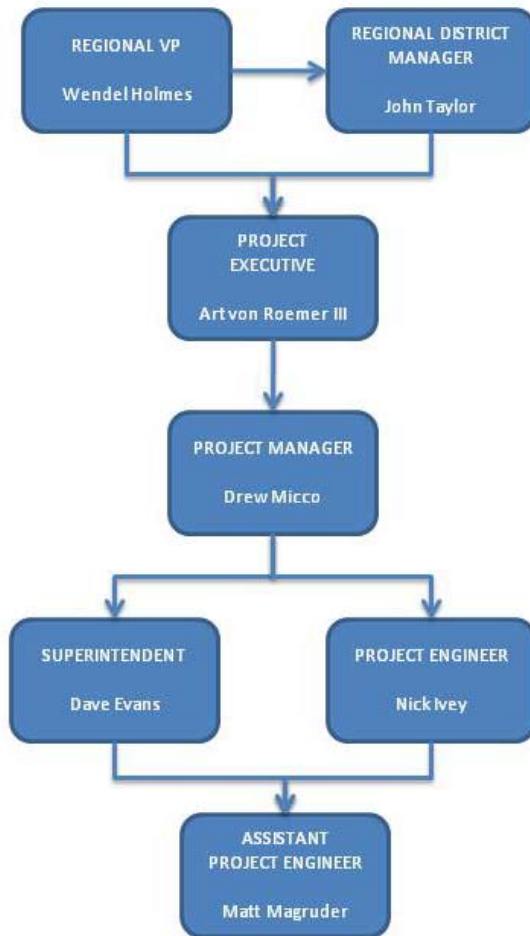 REGIONAL VP
Wendel Holmes
REGIONAL DISTRICT
MANAGER
John Taylor
PROJECT
EXECUTIVE
Art von Roemer III
PROJECT MANAGER
Drew Micco
SUPERINTENDENT
Dave Evans
PROJECT ENGINEER
Nick Ivey
ASSISTANT
PROJECT ENGINEER
Matt Magruder